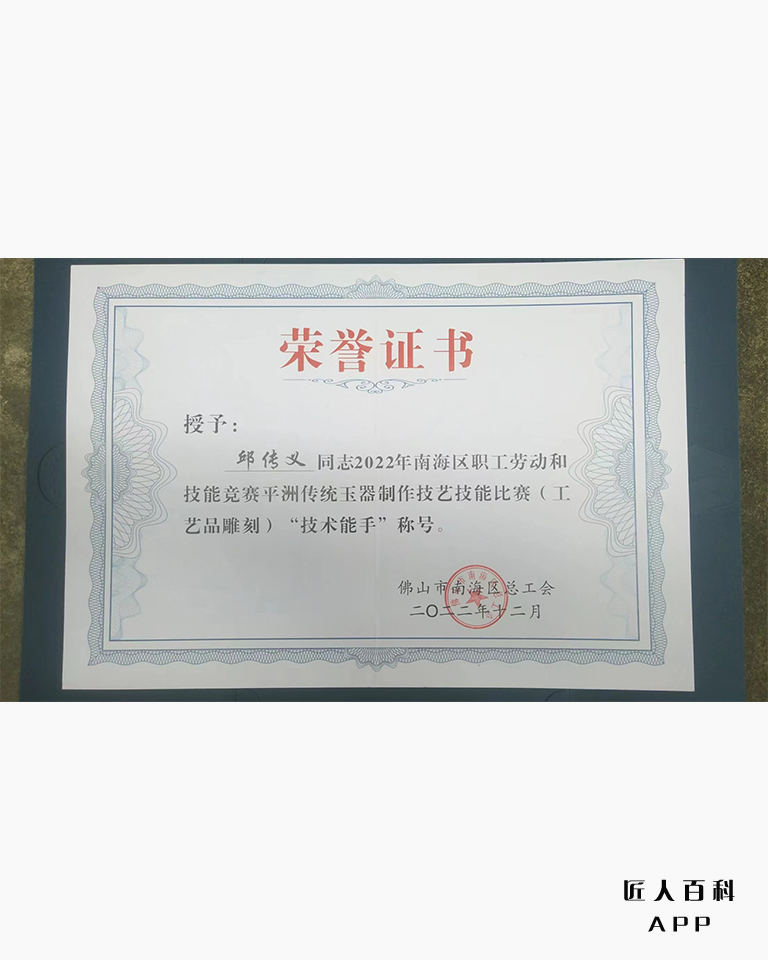 荣誉证书
授予：
邱传义 同志2022年南海区职工劳动和
技能竞赛平洲传统玉器制作技艺技能比赛（工
艺品雕刻）“技术能手”称号。
佛山市南海区总工会
二〇二二年十二月
匠人百科
APP